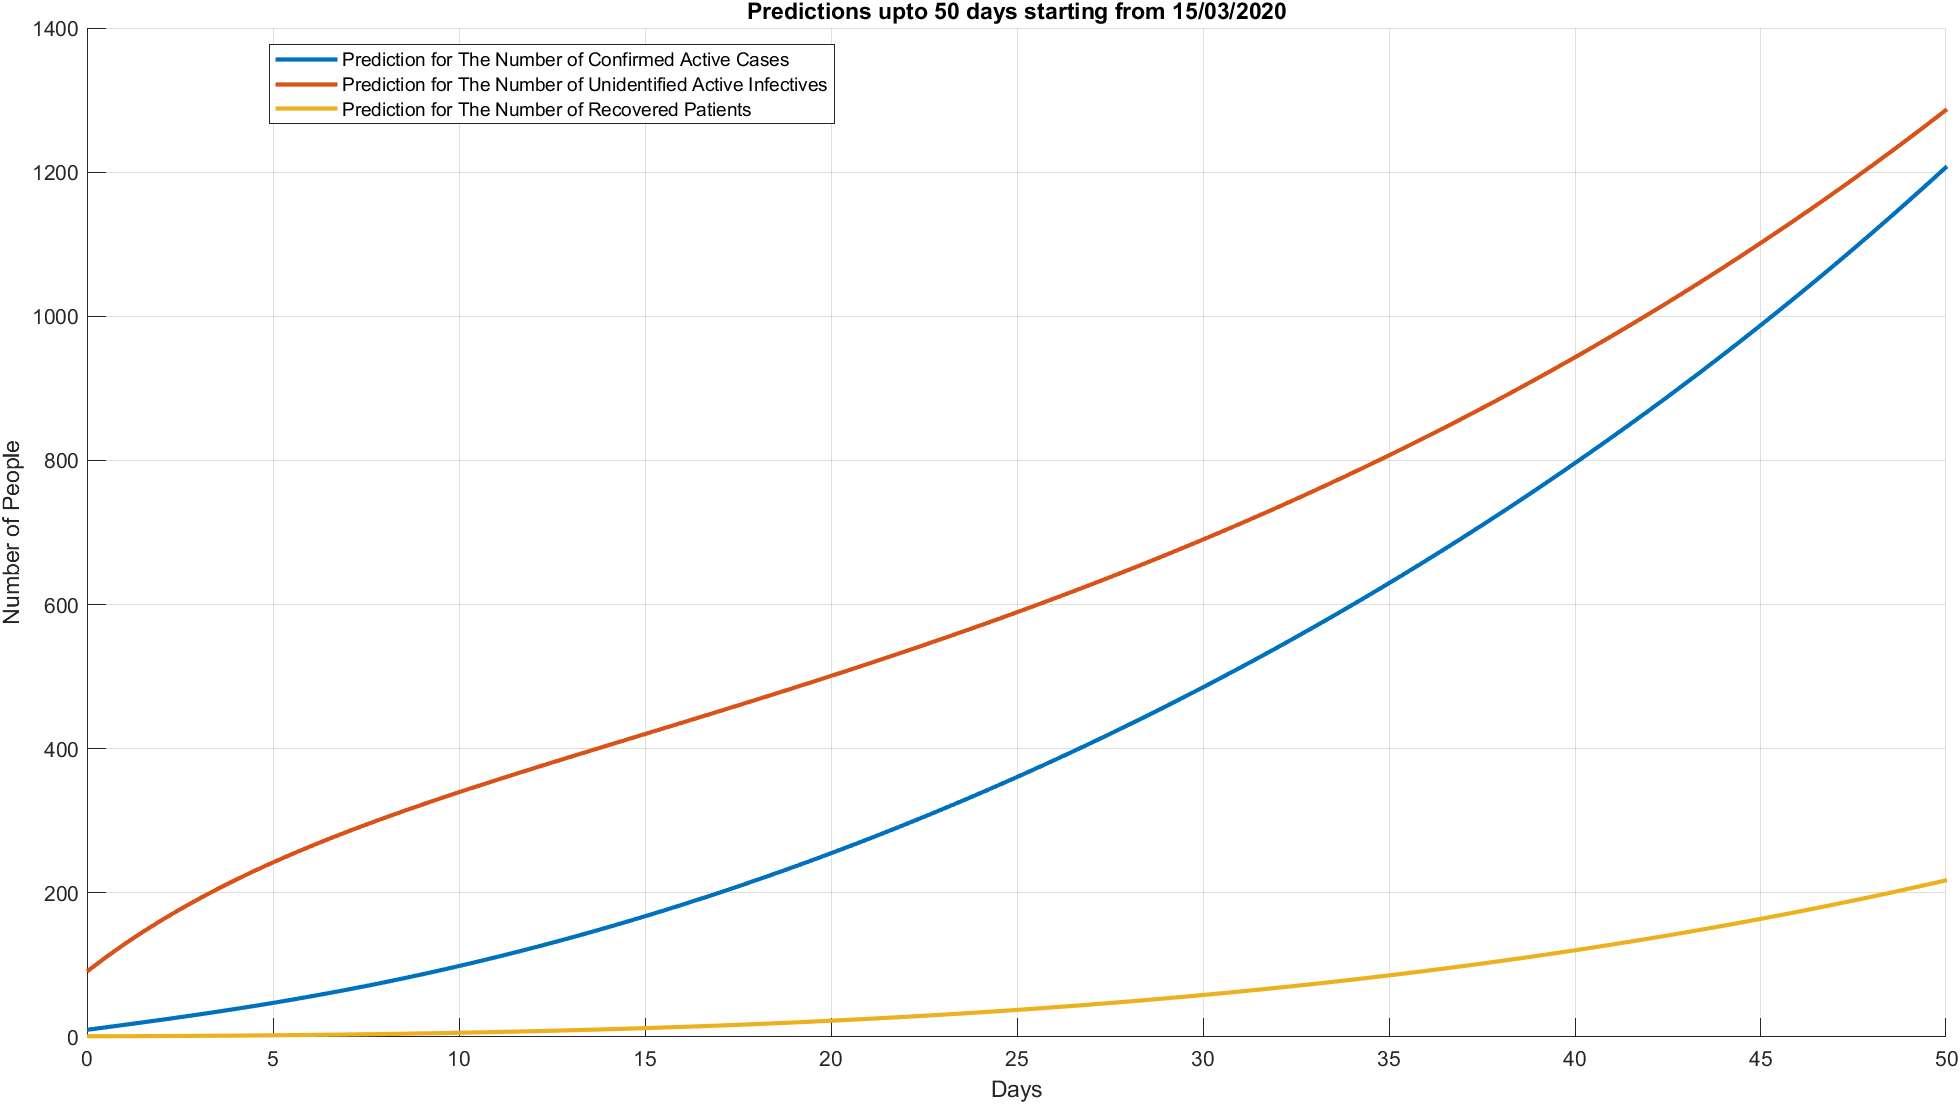 Predictions upto 50 days starting from 15/03/2020
Prediction for The Number of Confirmed Active Cases
Prediction for The Number of Unidentified Active Infectives
Prediction for The Number of Recovered Patients
Number of People
1400
1200
1000
800
600
400
200
0
0 5 10 15 20 25 30 35 40 45 50
Days